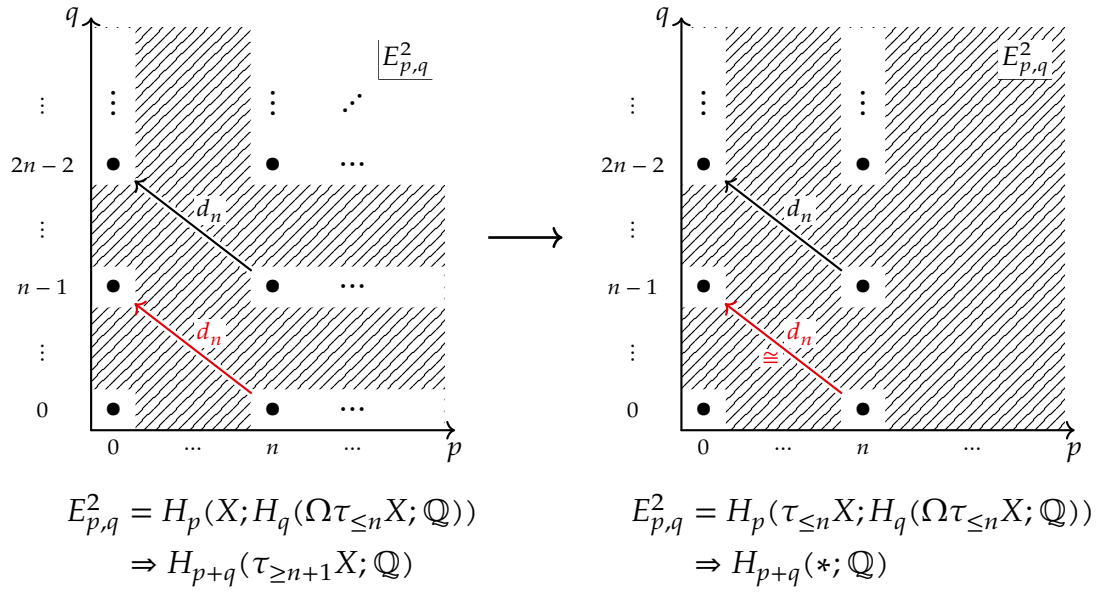 q
E^2_{p,q}
⋮ ⋮ ⋮ ⋰
2n − 2 ⋯
d_n
⋮
n − 1 ⋯
d_n
⋮
0 ⋯
0 ⋯ n ⋯ p
E^2_{p,q} = H_p(X; H_q(Ωτ_{≤n}X; ℚ))
⇒ H_{p+q}(τ_{≥n+1}X; ℚ)
q
E^2_{p,q}
⋮ ⋮ ⋮
2n − 2
d_n
⋮
n − 1
d_n
≅
⋮
0
0 ⋯ n ⋯ p
E^2_{p,q} = H_p(τ_{≤n}X; H_q(Ωτ_{≤n}X; ℚ))
⇒ H_{p+q}(∗; ℚ)